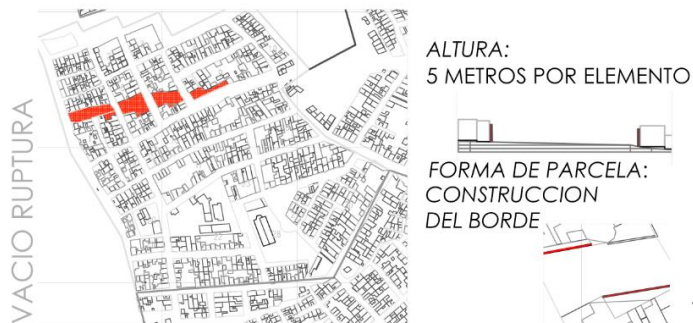 VACIO RUPTURA
ALTURA:
5 METROS POR ELEMENTO
FORMA DE PARCELA:
CONSTRUCCION
DEL BORDE